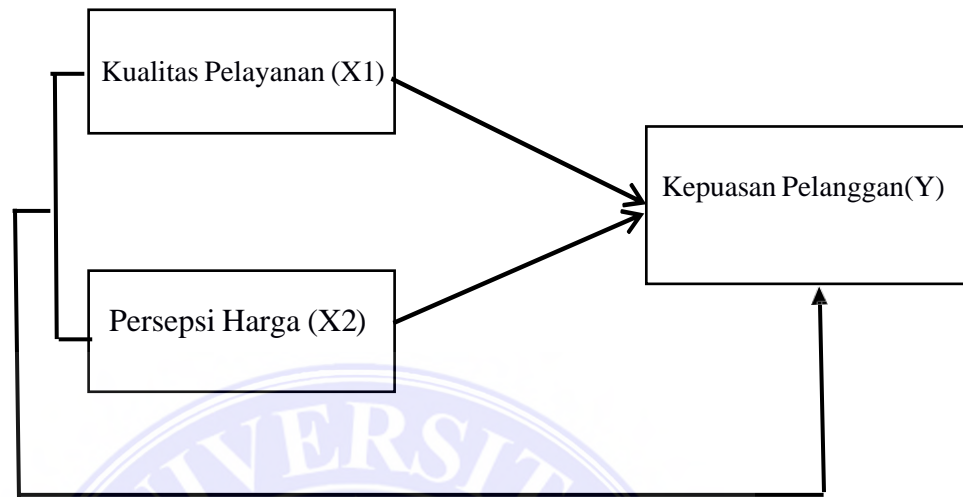 Kualitas Pelayanan (X1)
Kepuasan Pelanggan(Y)
Persepsi Harga (X2)